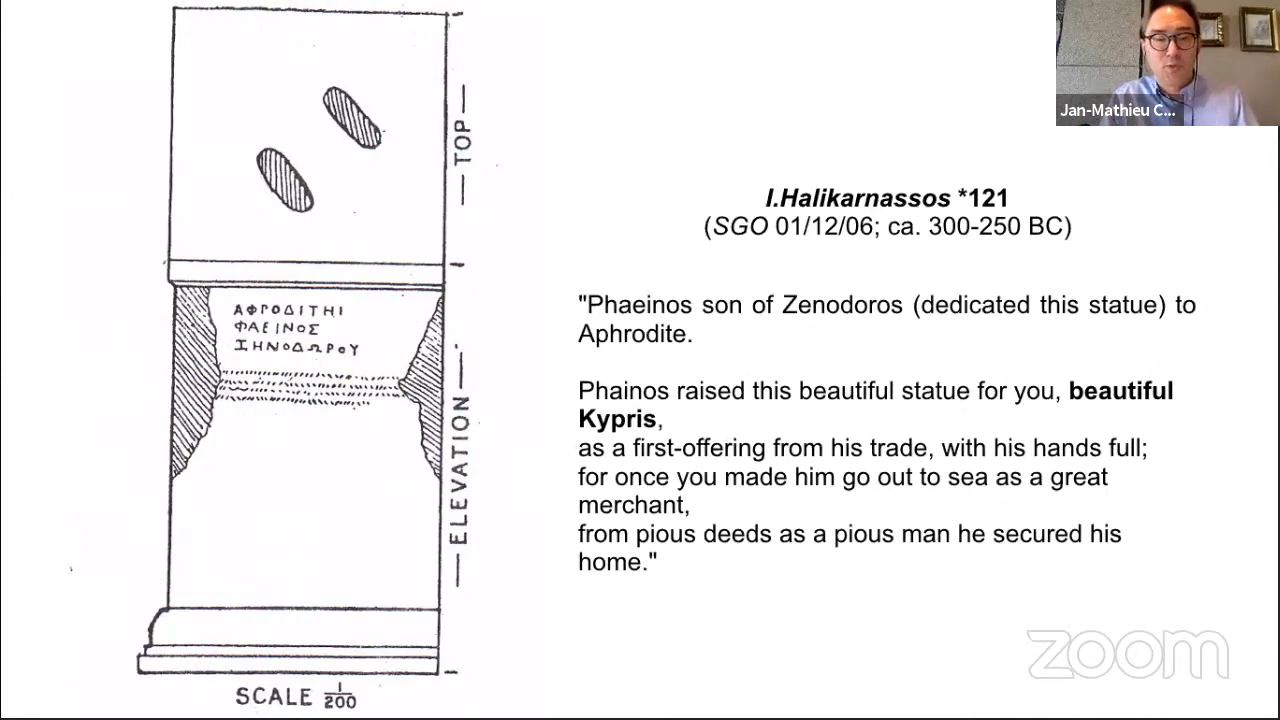 TOP
ΑΦΡΟΔΙΤΗΙ
ΦΑΕΙΝΟΣ
ΞΗΝΟΔΩΡΟΥ
ELEVATION
SCALE 1/200
Jan-Mathieu C...
I.Halikarnassos *121
(SGO 01/12/06; ca. 300-250 BC)
"Phaeinos son of Zenodoros (dedicated this statue) to
Aphrodite.
Phainos raised this beautiful statue for you, beautiful
Kypris,
as a first-offering from his trade, with his hands full;
for once you made him go out to sea as a great
merchant,
from pious deeds as a pious man he secured his
home."
zoom